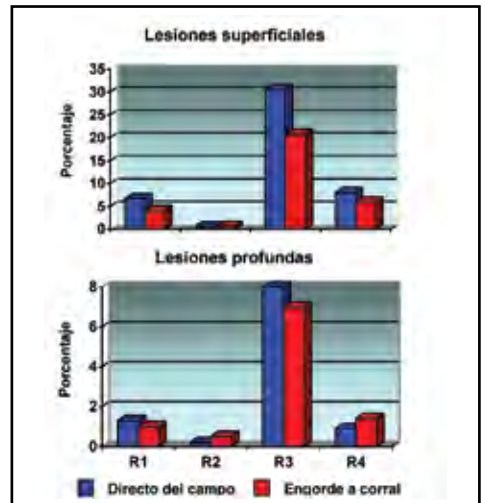 Lesiones superficiales
Porcentaje
35
30
25
20
15
10
5
0
Lesiones profundas
Porcentaje
8
6
4
2
0
R1 R2 R3 R4
Directo del campo Engorde a corral